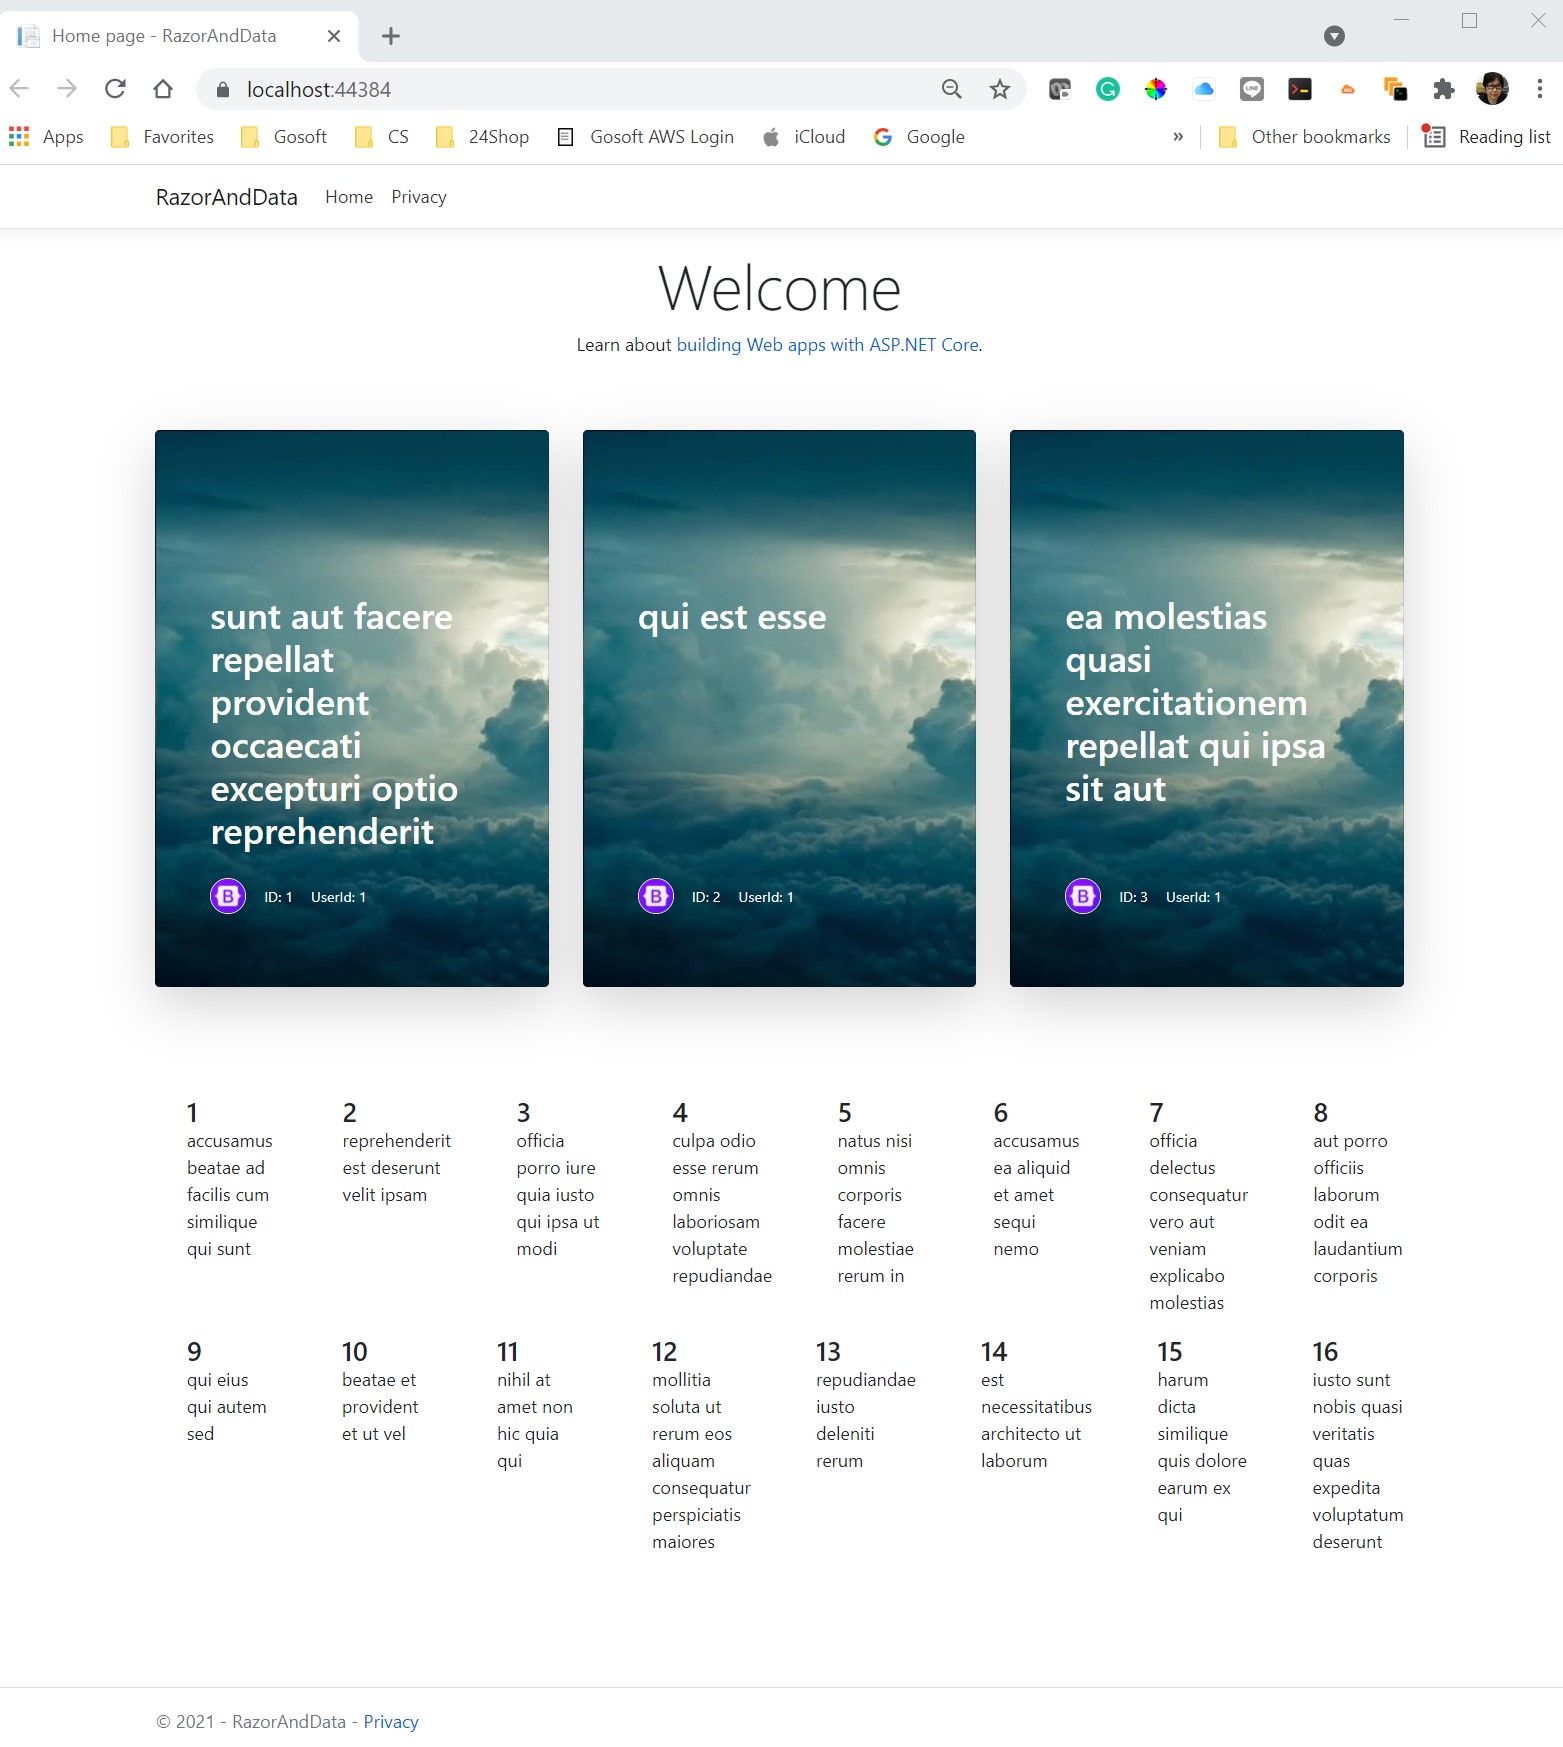 Home page - RazorAndData
localhost:44384
Apps Favorites Gosoft CS 24Shop Gosoft AWS Login iCloud Google » Other bookmarks Reading list
RazorAndData Home Privacy
Welcome
Learn about building Web apps with ASP.NET Core.
sunt aut facere
repellat
provident
occaecati
excepturi optio
reprehenderit
B ID: 1 UserId: 1
qui est esse
B ID: 2 UserId: 1
ea molestias
quasi
exercitationem
repellat qui ipsa
sit aut
B ID: 3 UserId: 1
1
accusamus
beatae ad
facilis cum
similique
qui sunt
2
reprehenderit
est deserunt
velit ipsam
3
officia
porro iure
quia iusto
qui ipsa ut
modi
4
culpa odio
esse rerum
omnis
laboriosam
voluptate
repudiandae
5
natus nisi
omnis
corporis
facere
molestiae
rerum in
6
accusamus
ea aliquid
et amet
sequi
nemo
7
officia
delectus
consequatur
vero aut
veniam
explicabo
molestias
8
aut porro
officiis
laborum
odit ea
laudantium
corporis
9
qui eius
qui autem
sed
10
beatae et
provident
et ut vel
11
nihil at
amet non
hic quia
qui
12
mollitia
soluta ut
rerum eos
aliquam
consequatur
perspiciatis
maiores
13
repudiandae
iusto
deleniti
rerum
14
est
necessitatibus
architecto ut
laborum
15
harum
dicta
similique
quis dolore
earum ex
qui
16
iusto sunt
nobis quasi
veritatis
quas
expedita
voluptatum
deserunt
© 2021 - RazorAndData - Privacy